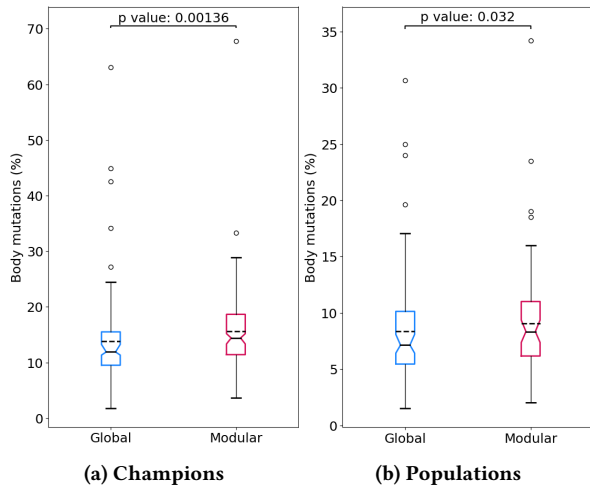 p value: 0.00136
70
60
50
40
30
20
10
0
Body mutations (%)
Global
Modular
(a) Champions
p value: 0.032
35
30
25
20
15
10
5
0
Body mutations (%)
Global
Modular
(b) Populations